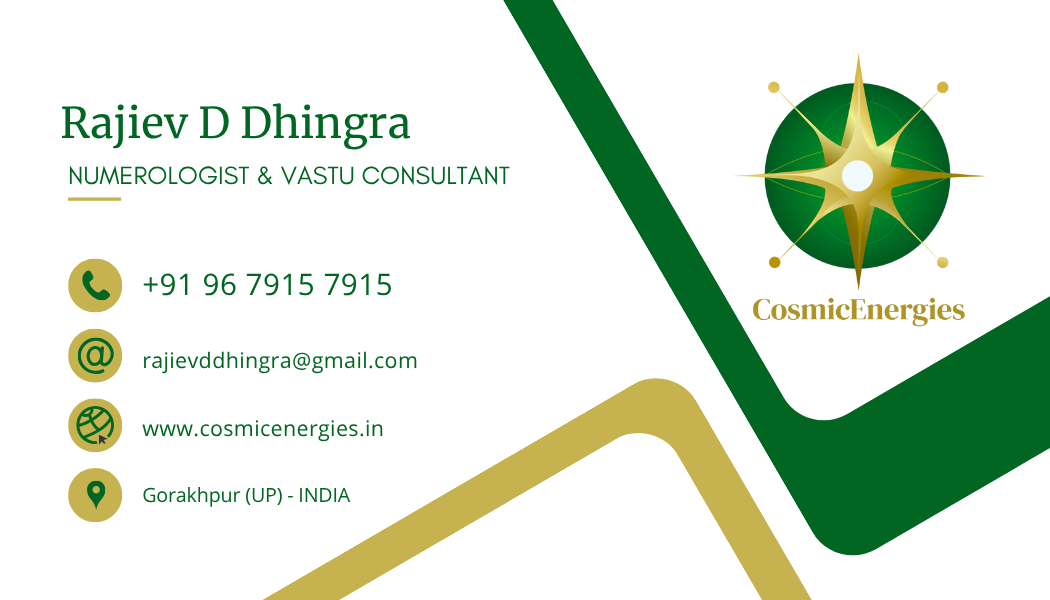 Rajiev D Dhingra
NUMEROLOGIST & VASTU CONSULTANT
+91 96 7915 7915
rajievddhingra@gmail.com
www.cosmicenergies.in
Gorakhpur (UP) - INDIA
CosmicEnergies